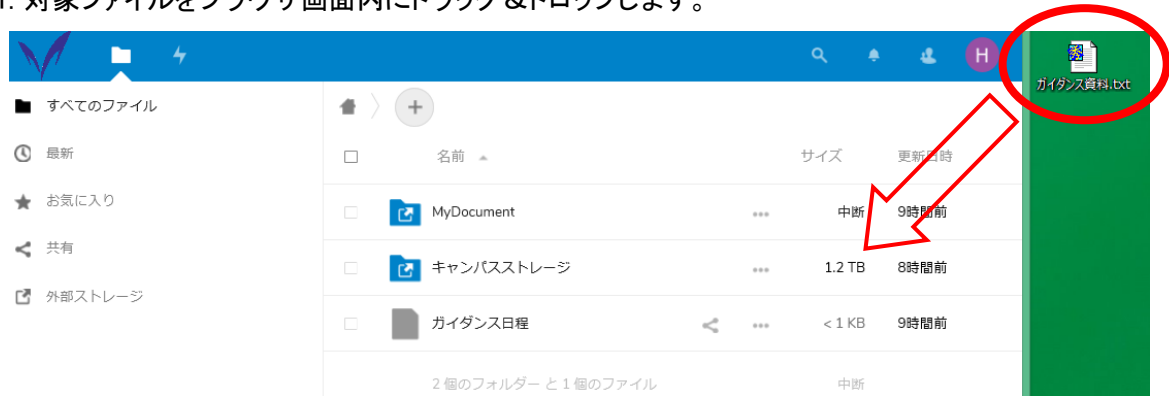 1. 対象ファイルをブラウザ画面内にドラッグ&ドロップします。
H
ガイダンス資料.txt
すべてのファイル
最新
お気に入り
共有
外部ストレージ
名前 サイズ 更新日時
MyDocument 中断 9時間前
キャンパスストレージ 1.2 TB 8時間前
ガイダンス日程 < 1 KB 9時間前
2 個のフォルダー と 1 個のファイル 中断